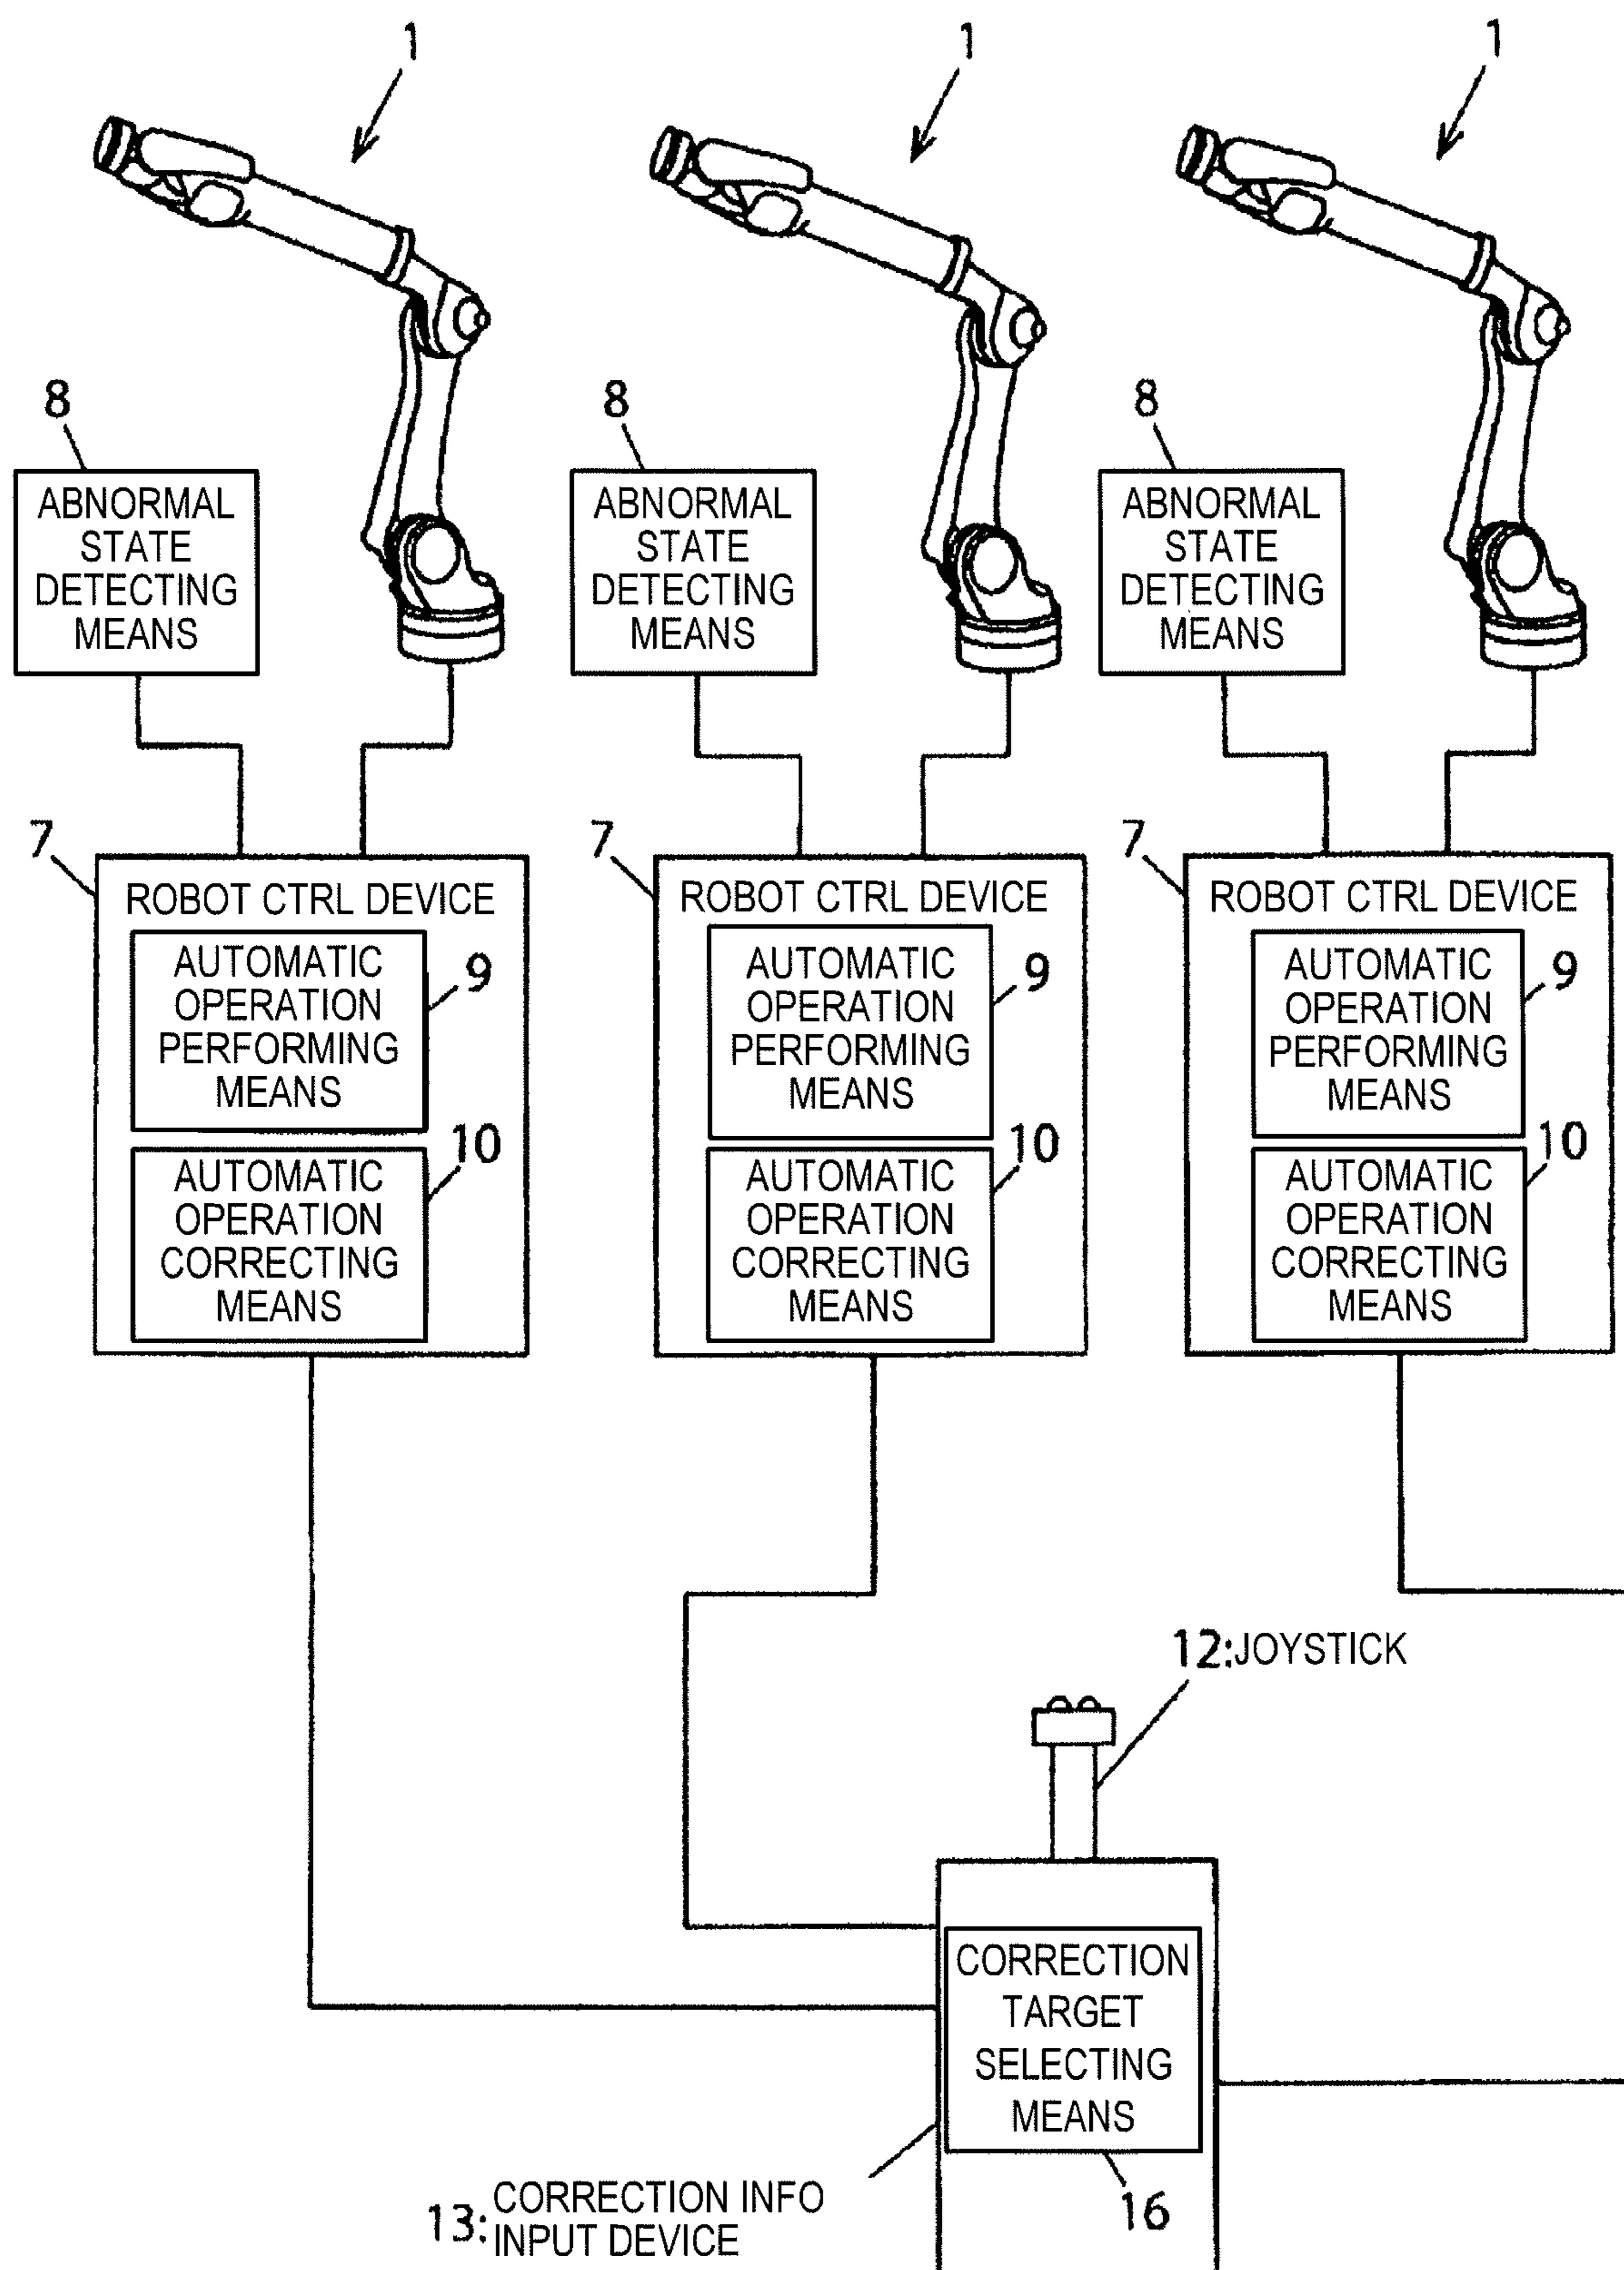 1
1
1
8
8
8
ABNORMAL
STATE
DETECTING
MEANS
ABNORMAL
STATE
DETECTING
MEANS
ABNORMAL
STATE
DETECTING
MEANS
7
ROBOT CTRL DEVICE
AUTOMATIC
OPERATION
PERFORMING
MEANS
9
AUTOMATIC
OPERATION
CORRECTING
MEANS
10
7
ROBOT CTRL DEVICE
AUTOMATIC
OPERATION
PERFORMING
MEANS
9
AUTOMATIC
OPERATION
CORRECTING
MEANS
10
7
ROBOT CTRL DEVICE
AUTOMATIC
OPERATION
PERFORMING
MEANS
9
AUTOMATIC
OPERATION
CORRECTING
MEANS
10
12:JOYSTICK
CORRECTION
TARGET
SELECTING
MEANS
16
13: CORRECTION INFO
INPUT DEVICE